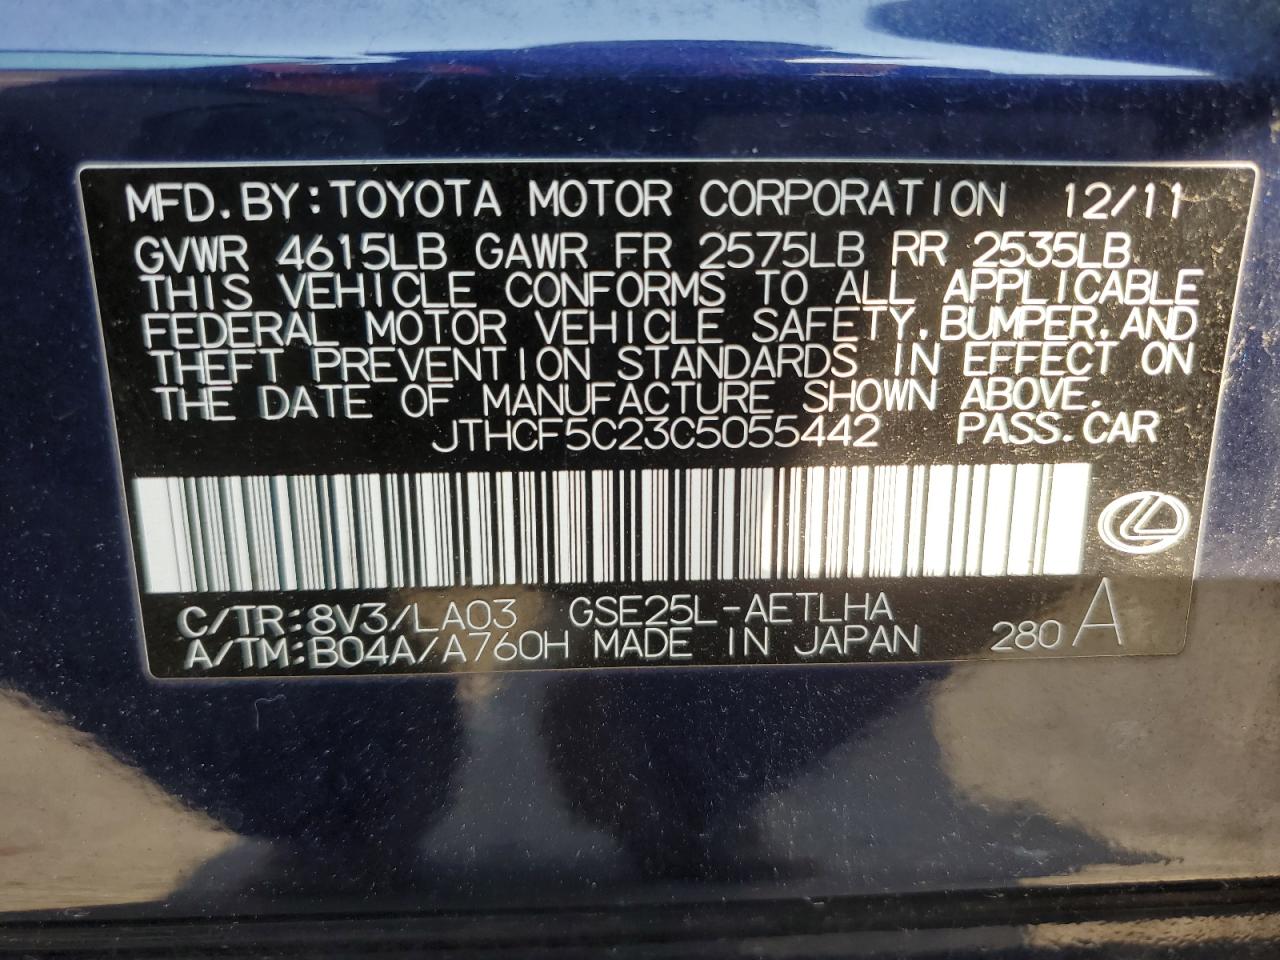 MFD.BY:TOYOTA MOTOR CORPORATION 12/11
GVWR 4615LB GAWR FR 2575LB RR 2535LB
THIS VEHICLE CONFORMS TO ALL APPLICABLE
FEDERAL MOTOR VEHICLE SAFETY,BUMPER,AND
THEFT PREVENTION STANDARDS IN EFFECT ON
THE DATE OF MANUFACTURE SHOWN ABOVE.
JTHCF5C23C5055442 PASS.CAR
C/TR:8V3/LA03 GSE25L-AETLHA
A/TM:B04A/A760H MADE IN JAPAN 280 A